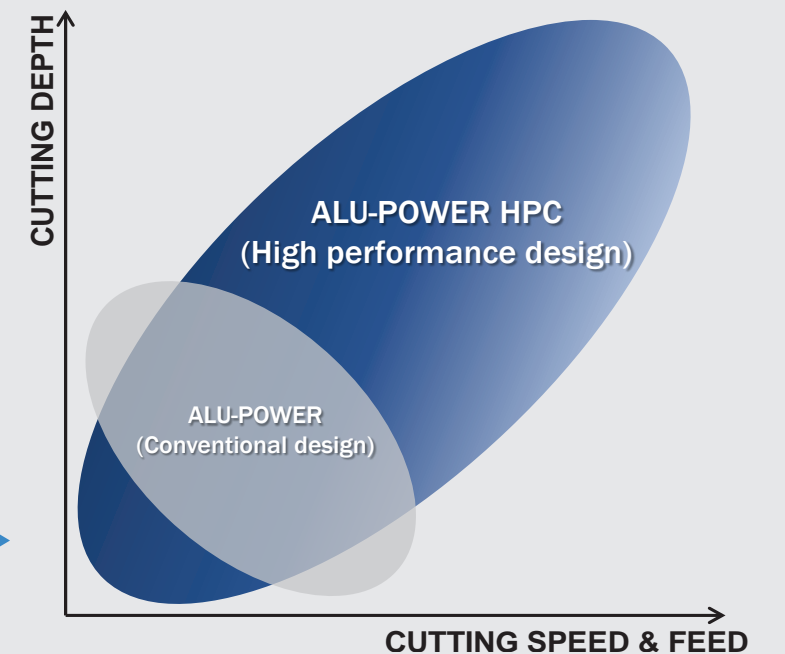 CUTTING DEPTH
ALU-POWER HPC
(High performance design)
ALU-POWER
(Conventional design)
CUTTING SPEED & FEED